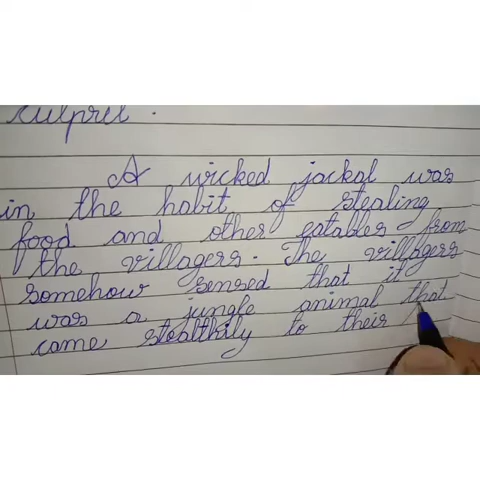 culpret.
A wicked jackal was
in the habit of stealing
food and other eatables from
the villagers. The villagers
somehow sensed that it
was a jungle animal that
came stealthily to their